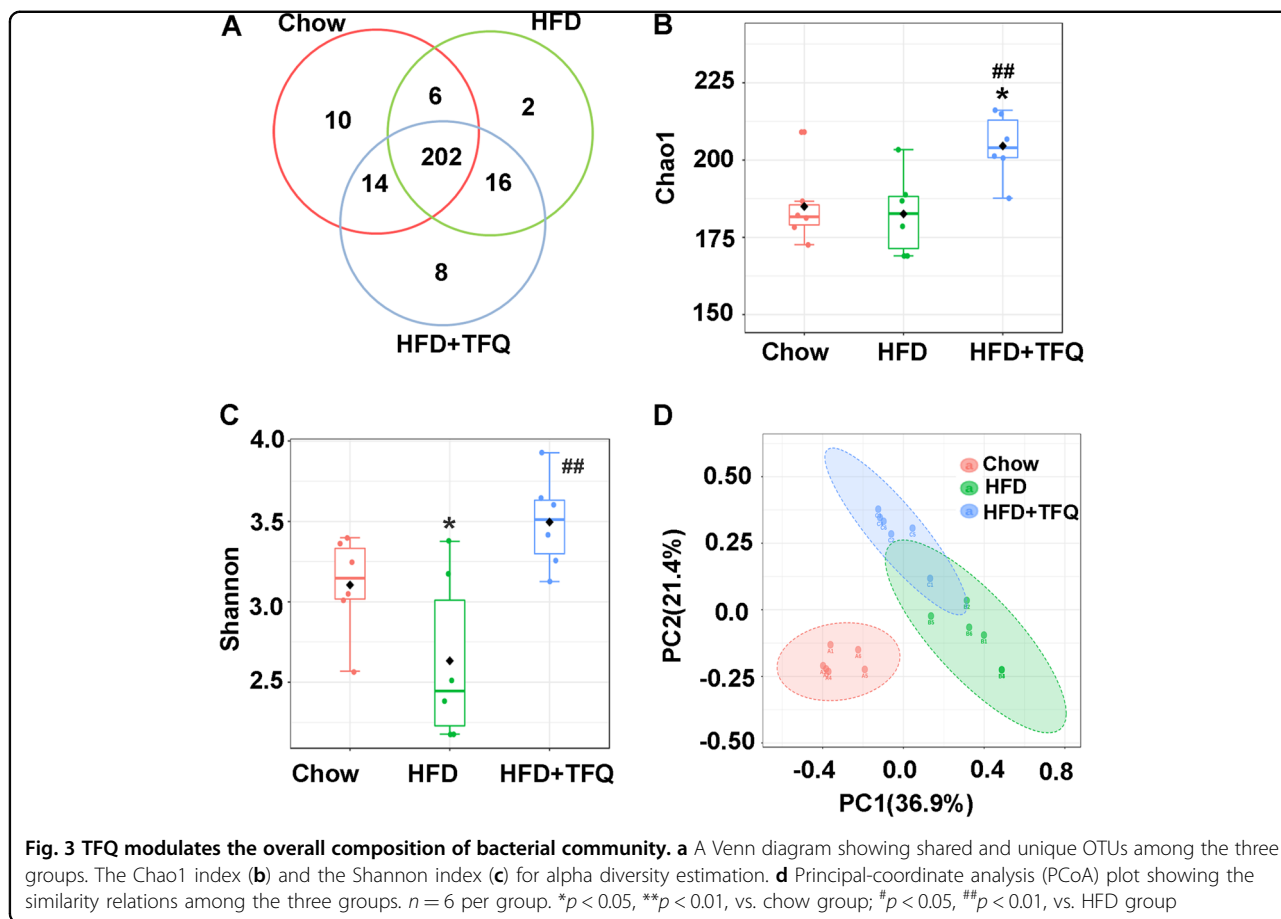 A
Chow
HFD
10
6
2
202
14
16
8
HFD+TFQ
B
##
*
225
200
175
150
Chao1
Chow
HFD
HFD+TFQ
C
4.0
3.5
3.0
2.5
Shannon
*
##
Chow
HFD
HFD+TFQ
D
a Chow
a HFD
a HFD+TFQ
0.50
0.25
0.0
-0.25
-0.50
PC2(21.4%)
-0.4
0.0
0.4
0.8
PC1(36.9%)
Fig. 3 TFQ modulates the overall composition of bacterial community. a A Venn diagram showing shared and unique OTUs among the three
groups. The Chao1 index (b) and the Shannon index (c) for alpha diversity estimation. d Principal-coordinate analysis (PCoA) plot showing the
similarity relations among the three groups. n = 6 per group. *p < 0.05, **p < 0.01, vs. chow group; #p < 0.05, ##p < 0.01, vs. HFD group